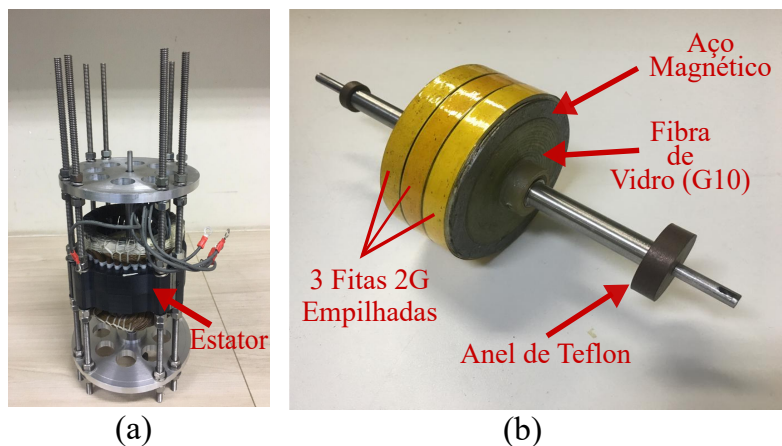 Estator
(a)
Aço
Magnético
Fibra
de
Vidro (G10)
3 Fitas 2G
Empilhadas
Anel de Teflon
(b)